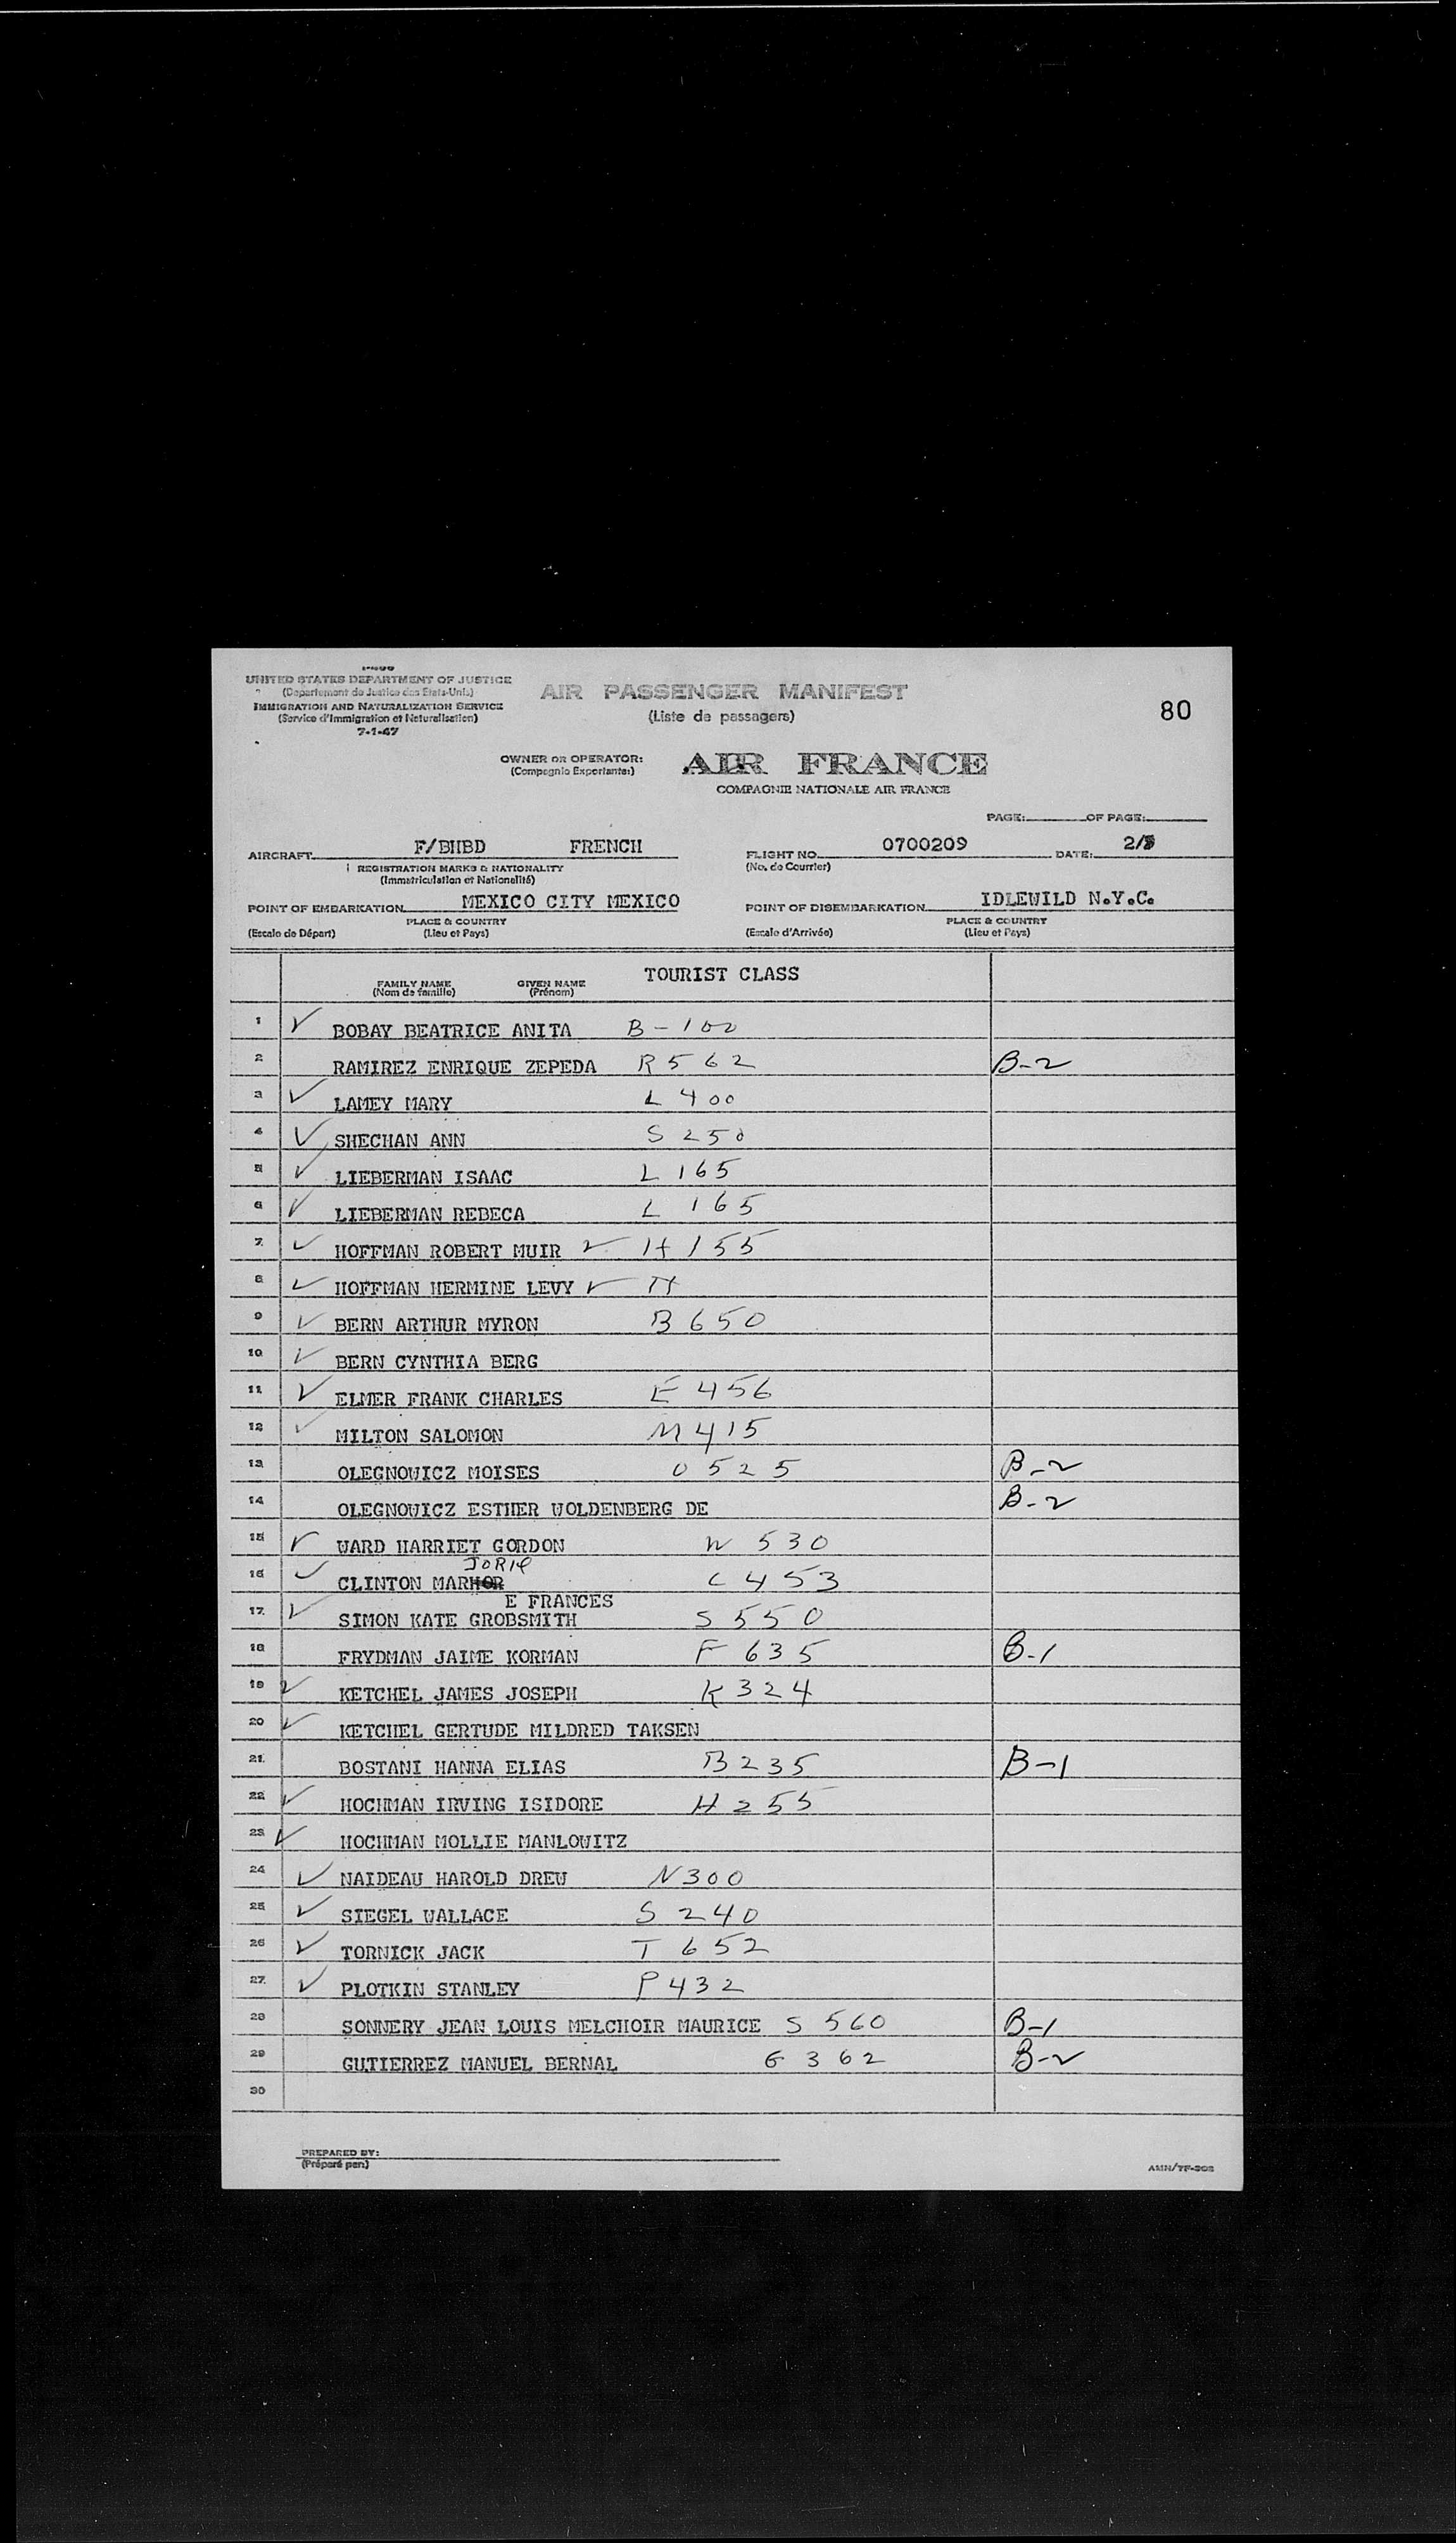 UNITED STATES DEPARTMENT OF JUSTICE
(Departement de Justice des Etats-Unis)
IMMIGRATION AND NATURALIZATION SERVICE
(Service d'Immigration et Naturalisation)
7-1-47
AIR PASSENGER MANIFEST
(Liste de passagers)
80
OWNER OR OPERATOR: AIR FRANCE
(Compagnie Exportante:)
COMPAGNIE NATIONALE AIR FRANCE
PAGE: OF PAGE:
AIRCRAFT F/BHBD FRENCH FLIGHT NO. 0700209 DATE: 2/
REGISTRATION MARKS & NATIONALITY (No. de Courrier)
(Immatriculation et Nationalité)
POINT OF EMBARKATION MEXICO CITY MEXICO POINT OF DISEMBARKATION IDLEWILD N.Y.C.
PLACE & COUNTRY PLACE & COUNTRY
(Escale de Départ) (Lieu et Pays) (Escale d'Arrivée) (Lieu et Pays)
TOURIST CLASS
FAMILY NAME GIVEN NAME
(Nom de famille) (Prénom)
1 ✓ BOBAY BEATRICE ANITA B-100
2 RAMIREZ ENRIQUE ZEPEDA R562 B-2
3 ✓ LAMEY MARY L400
4 ✓ SHECHAN ANN S250
5 ✓ LIEBERMAN ISAAC L165
6 ✓ LIEBERMAN REBECA L165
7 ✓ HOFFMAN ROBERT MUIR ✓ H155
8 ✓ HOFFMAN HERMINE LEVY ✓ H
9 ✓ BERN ARTHUR MYRON B650
10 ✓ BERN CYNTHIA BERG
11 ✓ ELMER FRANK CHARLES E456
12 ✓ MILTON SALOMON M415
13 OLEGNOWICZ MOISES O525 B-2
14 OLEGNOWICZ ESTHER WOLDENBERG DE B-2
15 ✓ WARD HARRIET GORDON W530
JORIE
16 ✓ CLINTON MARHOR C453
E FRANCES
17 ✓ SIMON KATE GROBSMITH S550
18 FRYDMAN JAIME KORMAN F635 B-1
19 ✓ KETCHEL JAMES JOSEPH K324
20 ✓ KETCHEL GERTUDE MILDRED TAKSEN
21 BOSTANI HANNA ELIAS B235 B-1
22 ✓ HOCHMAN IRVING ISIDORE H255
23 ✓ HOCHMAN MOLLIE MANLOWITZ
24 ✓ NAIDEAU HAROLD DREW N300
25 ✓ SIEGEL WALLACE S240
26 ✓ TORNICK JACK T652
27 ✓ PLOTKIN STANLEY P432
28 SONNERY JEAN LOUIS MELCHOIR MAURICE S560 B-1
29 GUTIERREZ MANUEL BERNAL G362 B-2
30
PREPARED BY:
(Préparé par:)